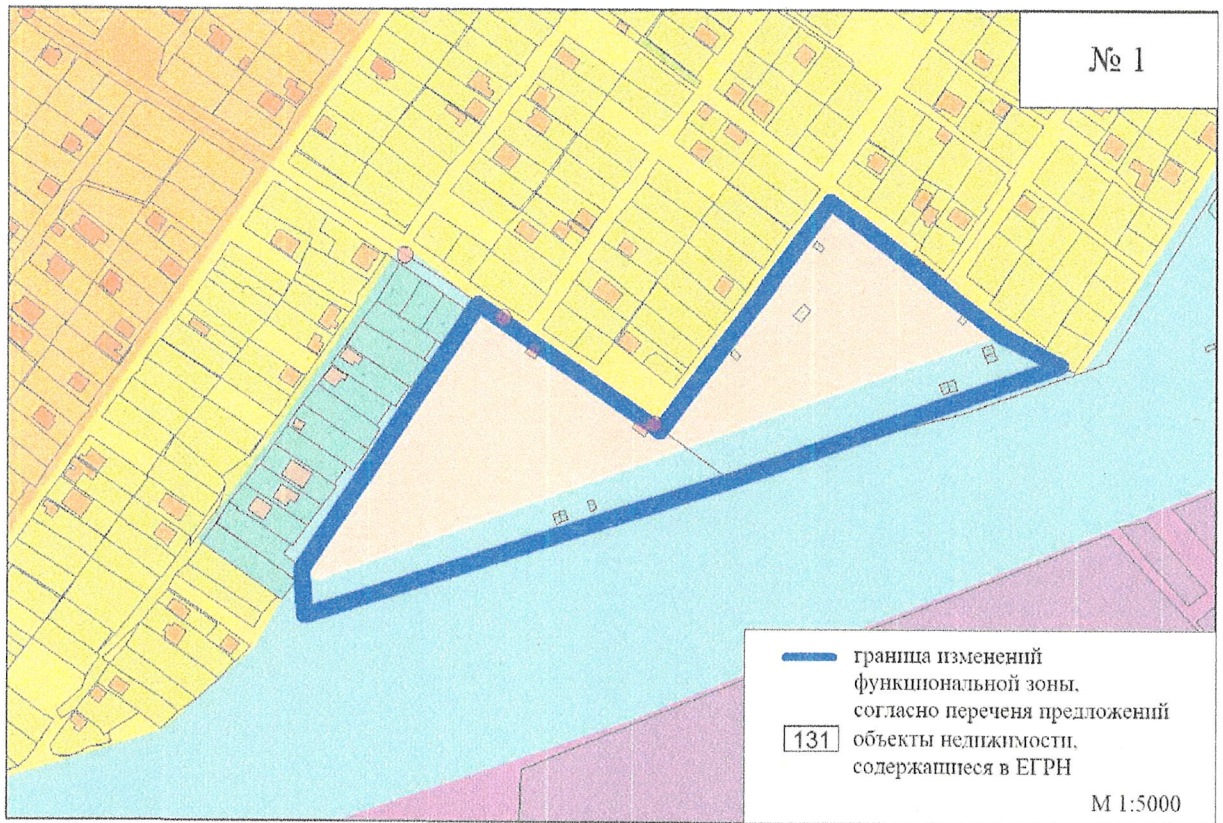 № 1
граница изменений
функциональной зоны,
согласно переченя предложений
131 объекты недвижимости,
содержащиеся в ЕГРН
М 1:5000